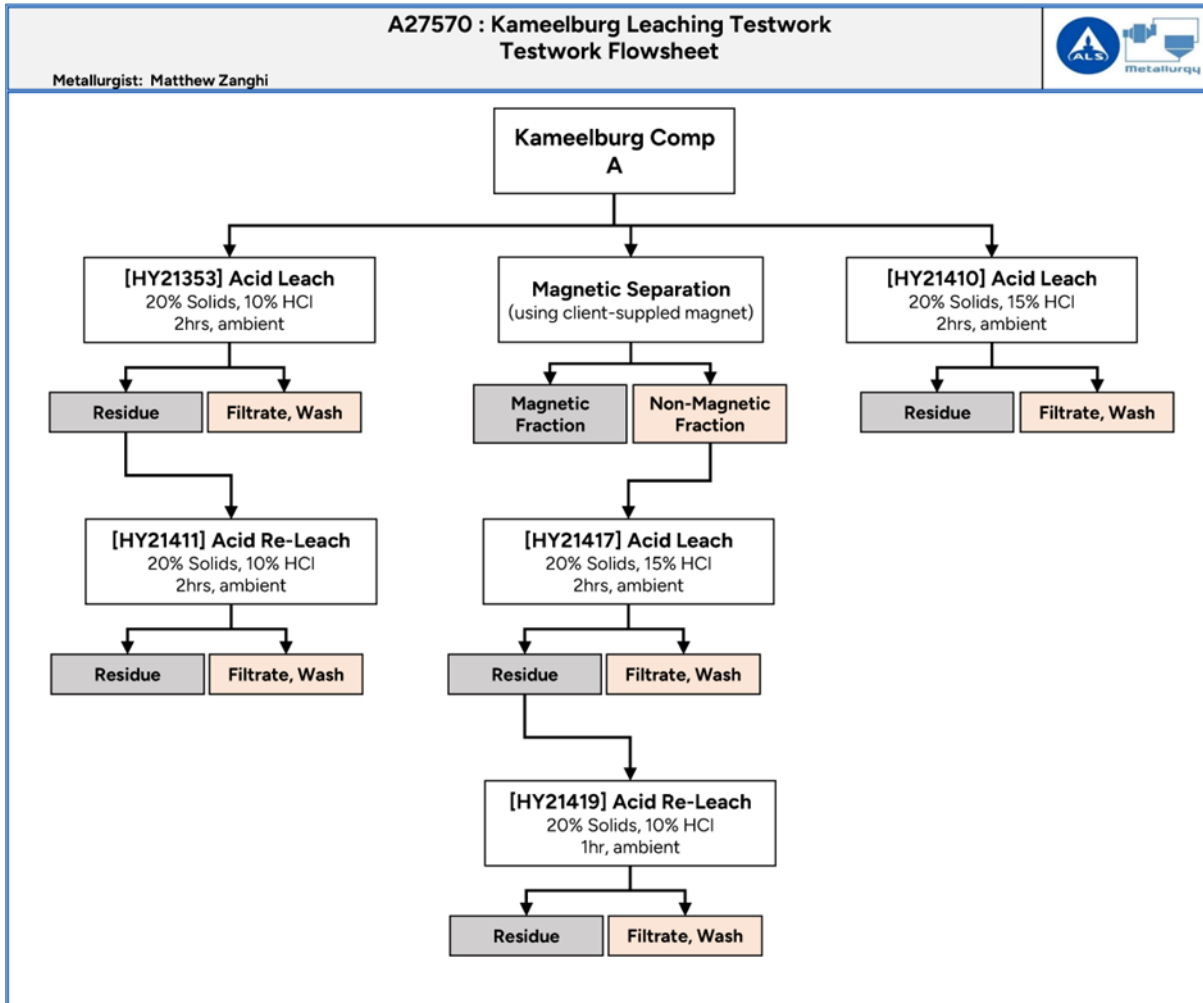 A27570 : Kameelburg Leaching Testwork
Testwork Flowsheet
Metallurgist: Matthew Zanghi
ALS
Metallurgy
Kameelburg Comp
A
[HY21353] Acid Leach
20% Solids, 10% HCl
2hrs, ambient
Magnetic Separation
(using client-suppled magnet)
[HY21410] Acid Leach
20% Solids, 15% HCl
2hrs, ambient
Residue
Filtrate, Wash
Magnetic
Fraction
Non-Magnetic
Fraction
Residue
Filtrate, Wash
[HY21411] Acid Re-Leach
20% Solids, 10% HCl
2hrs, ambient
[HY21417] Acid Leach
20% Solids, 15% HCl
2hrs, ambient
Residue
Filtrate, Wash
Residue
Filtrate, Wash
[HY21419] Acid Re-Leach
20% Solids, 10% HCl
1hr, ambient
Residue
Filtrate, Wash